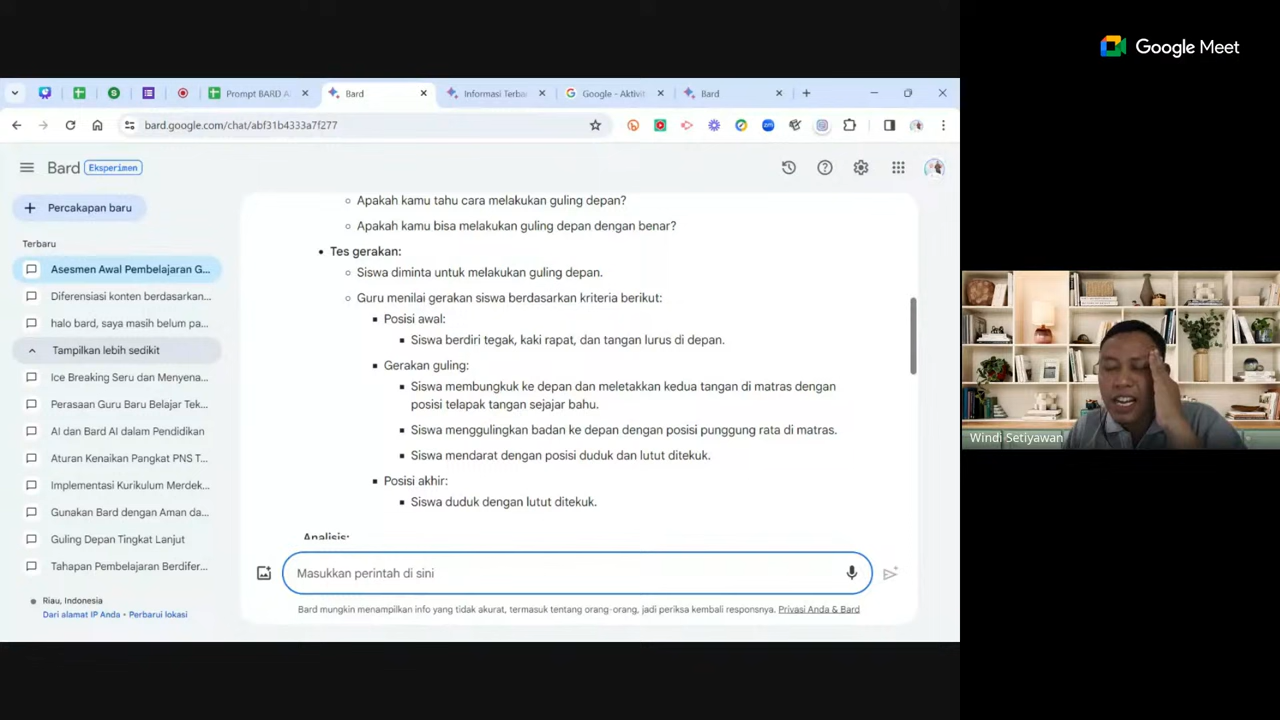 Google Meet
Prompt BARD A
Bard
Informasi Terba
Google - Aktivit
Bard
bard.google.com/chat/abf31b4333a7f277
Bard Eksperimen
Percakapan baru
Terbaru
Asesmen Awal Pembelajaran G...
Diferensiasi konten berdasarkan...
halo bard, saya masih belum pa...
Tampilkan lebih sedikit
Ice Breaking Seru dan Menyena...
Perasaan Guru Baru Belajar Tek...
AI dan Bard AI dalam Pendidikan
Aturan Kenaikan Pangkat PNS T...
Implementasi Kurikulum Merdek...
Gunakan Bard dengan Aman da...
Guling Depan Tingkat Lanjut
Tahapan Pembelajaran Berdifer...
Riau, Indonesia
Dari alamat IP Anda • Perbarui lokasi
Apakah kamu tahu cara melakukan guling depan?
Apakah kamu bisa melakukan guling depan dengan benar?
Tes gerakan:
Siswa diminta untuk melakukan guling depan.
Guru menilai gerakan siswa berdasarkan kriteria berikut:
Posisi awal:
Siswa berdiri tegak, kaki rapat, dan tangan lurus di depan.
Gerakan guling:
Siswa membungkuk ke depan dan meletakkan kedua tangan di matras dengan
posisi telapak tangan sejajar bahu.
Siswa menggulingkan badan ke depan dengan posisi punggung rata di matras.
Siswa mendarat dengan posisi duduk dan lutut ditekuk.
Posisi akhir:
Siswa duduk dengan lutut ditekuk.
Analisis:
Masukkan perintah di sini
Bard mungkin menampilkan info yang tidak akurat, termasuk tentang orang-orang, jadi periksa kembali responsnya. Privasi Anda & Bard
Windi Setiyawan